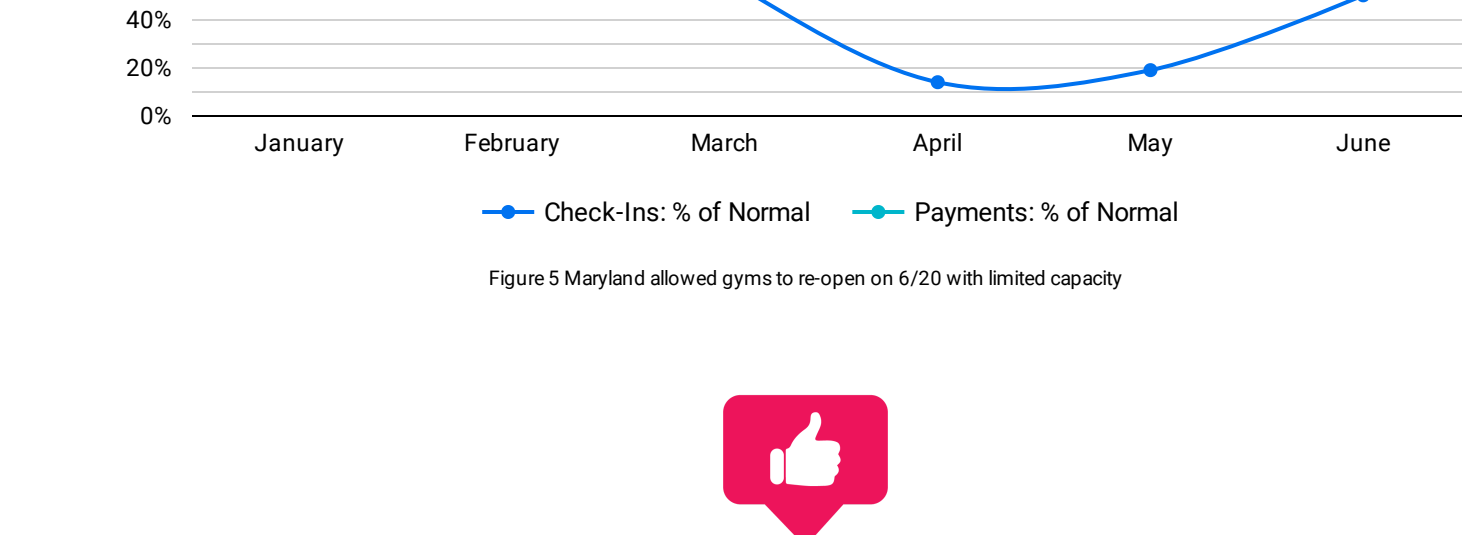 40%
20%
0%
January February March April May June
Check-Ins: % of Normal Payments: % of Normal
Figure 5 Maryland allowed gyms to re-open on 6/20 with limited capacity